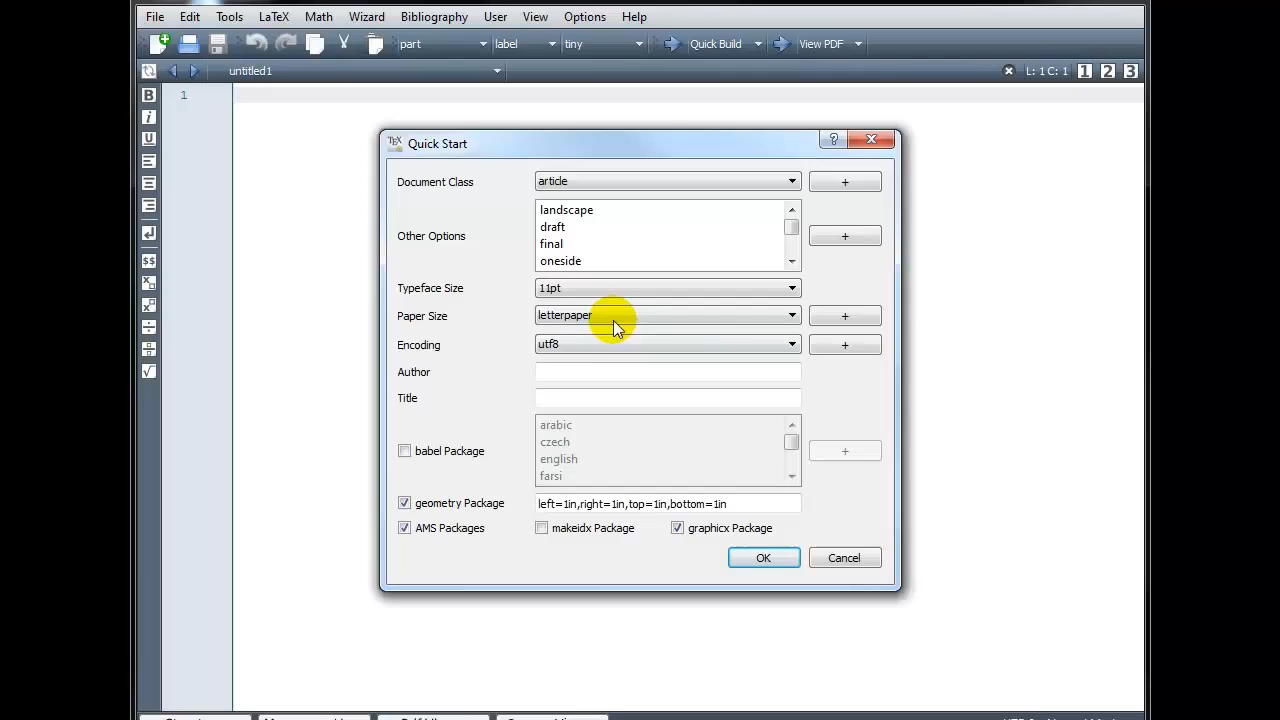 File Edit Tools LaTeX Math Wizard Bibliography User View Options Help
part label tiny Quick Build View PDF
untitled1 L: 1 C: 1 1 2 3
B 1
i
U
$$
TEX Quick Start ?
Document Class article +
landscape
draft
Other Options +
final
oneside
Typeface Size 11pt
Paper Size letterpaper +
Encoding utf8 +
Author
Title
arabic
czech
babel Package +
english
farsi
geometry Package left=1in,right=1in,top=1in,bottom=1in
AMS Packages makeidx Package graphicx Package
OK Cancel